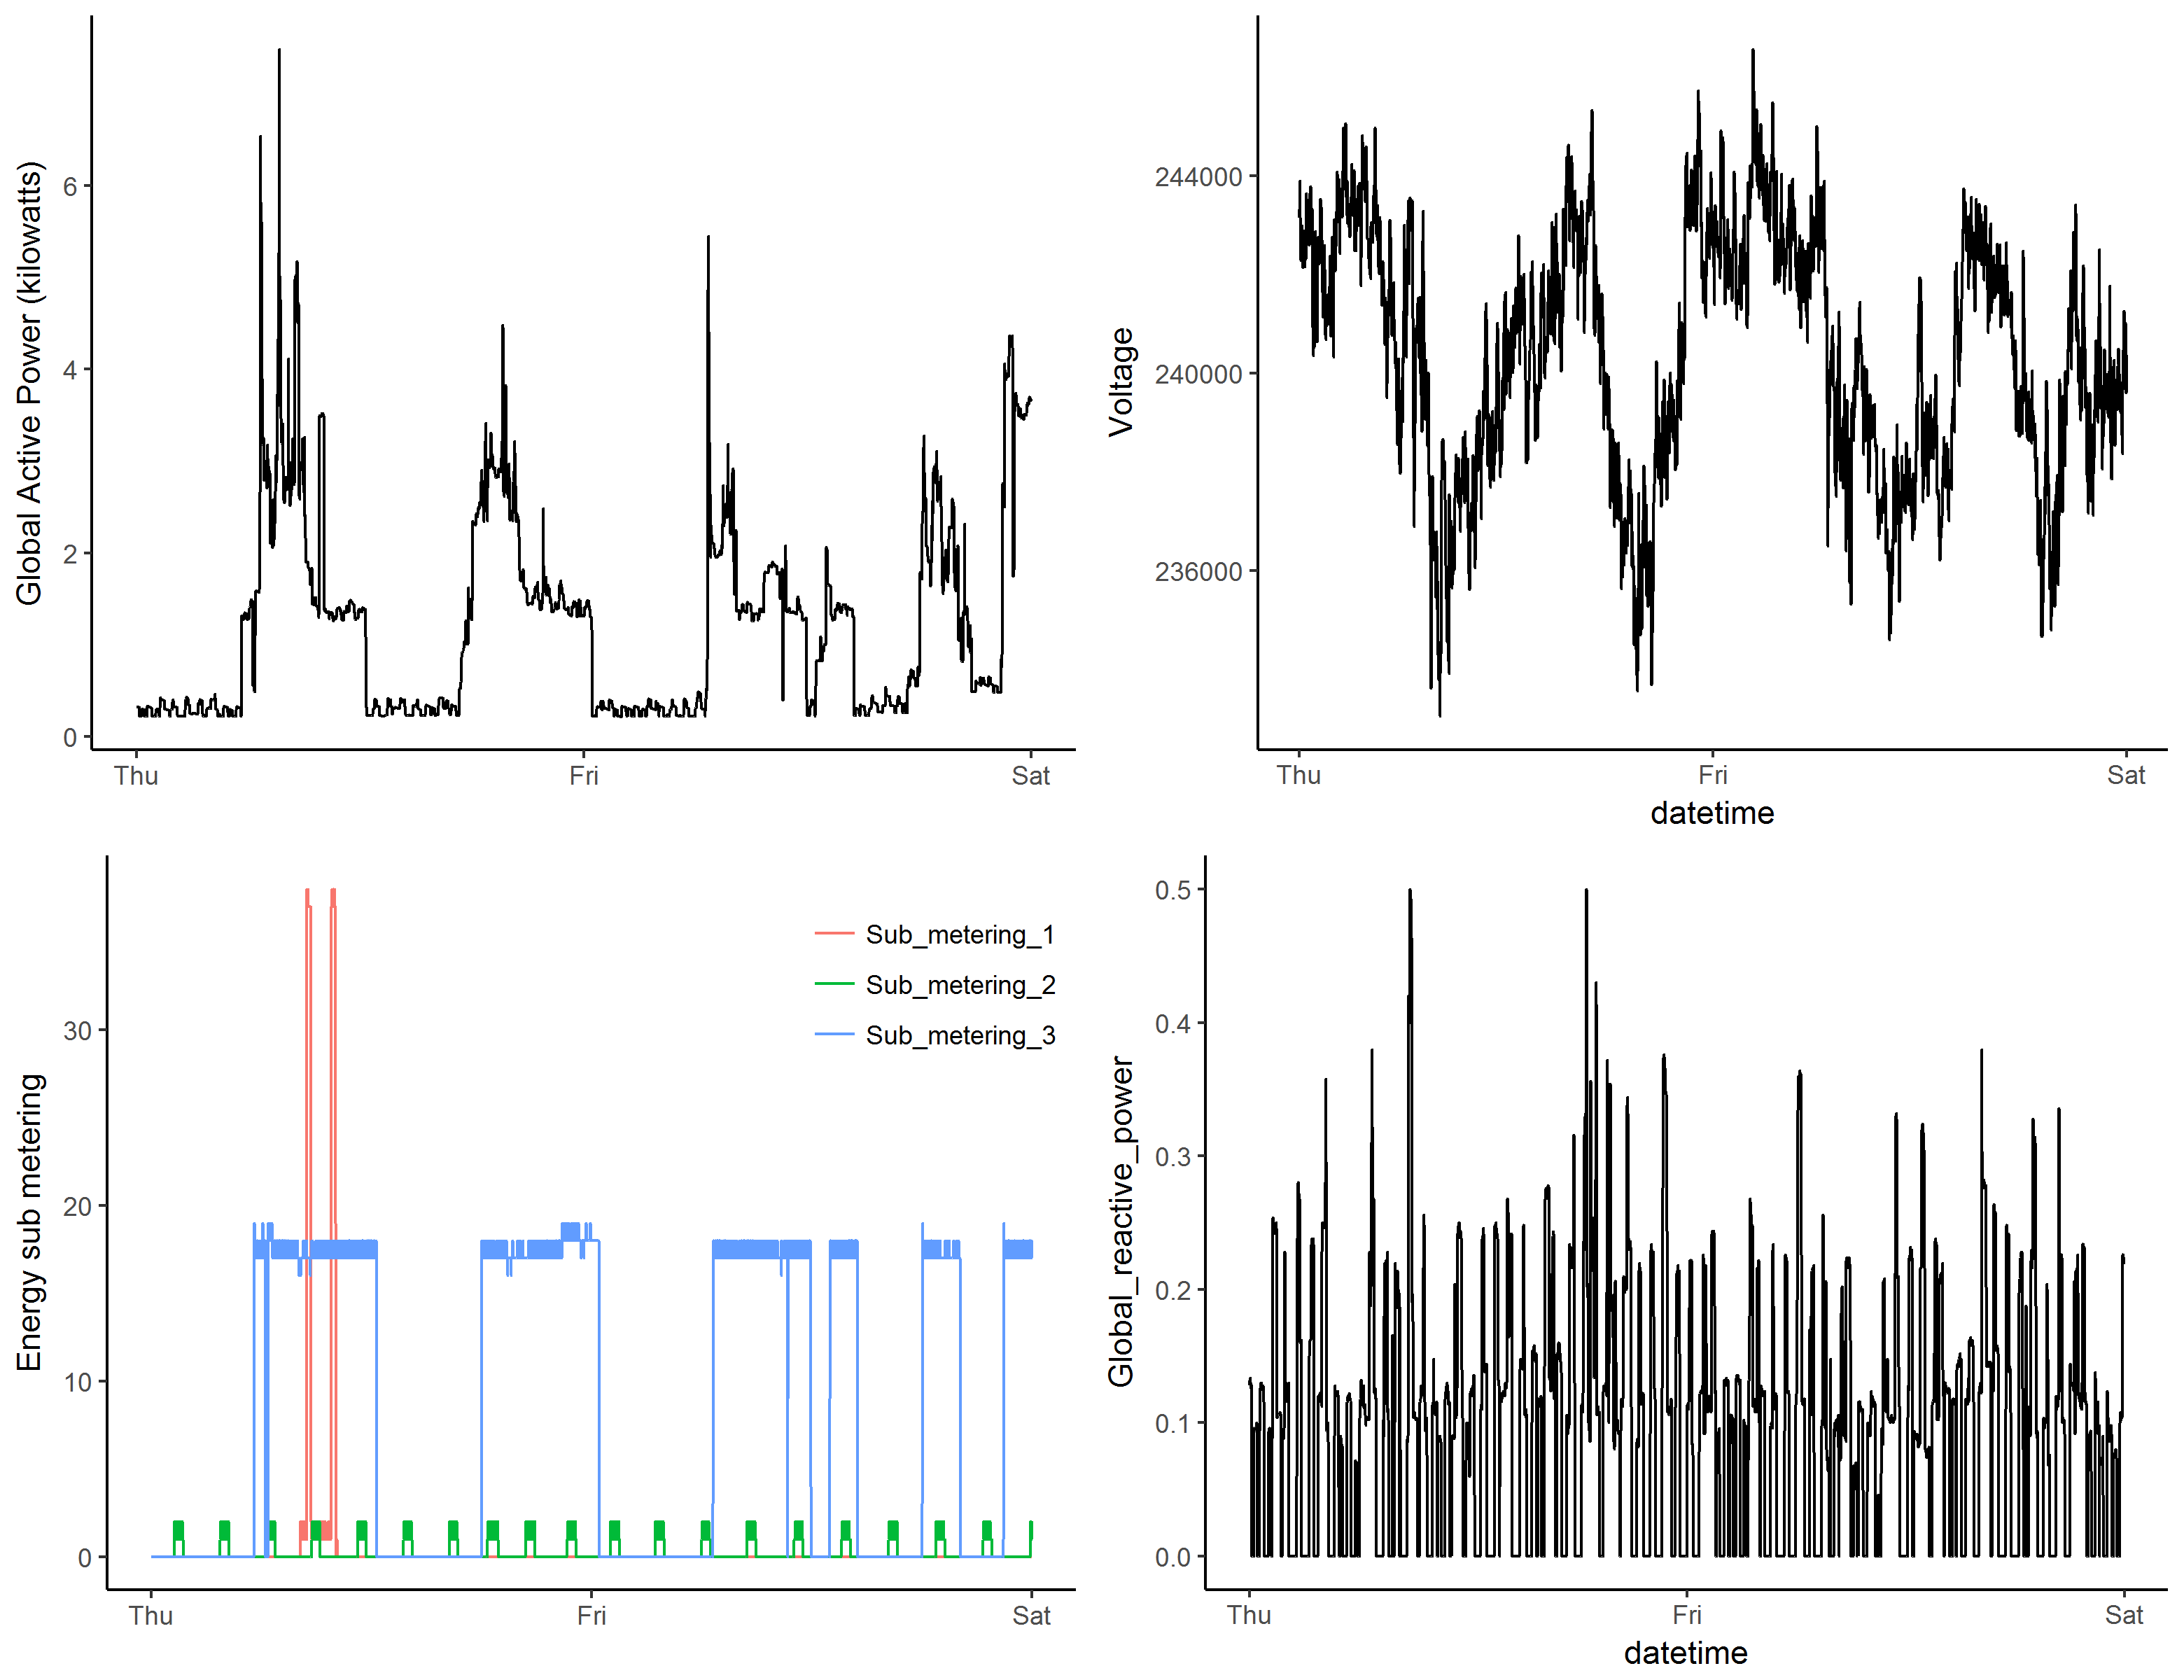 Global Active Power (kilowatts)
6
4
2
0
Thu Fri Sat
Voltage
244000
240000
236000
Thu Fri Sat
datetime
Energy sub metering
30
20
10
0
Sub_metering_1
Sub_metering_2
Sub_metering_3
Thu Fri Sat
Global_reactive_power
0.5
0.4
0.3
0.2
0.1
0.0
Thu Fri Sat
datetime